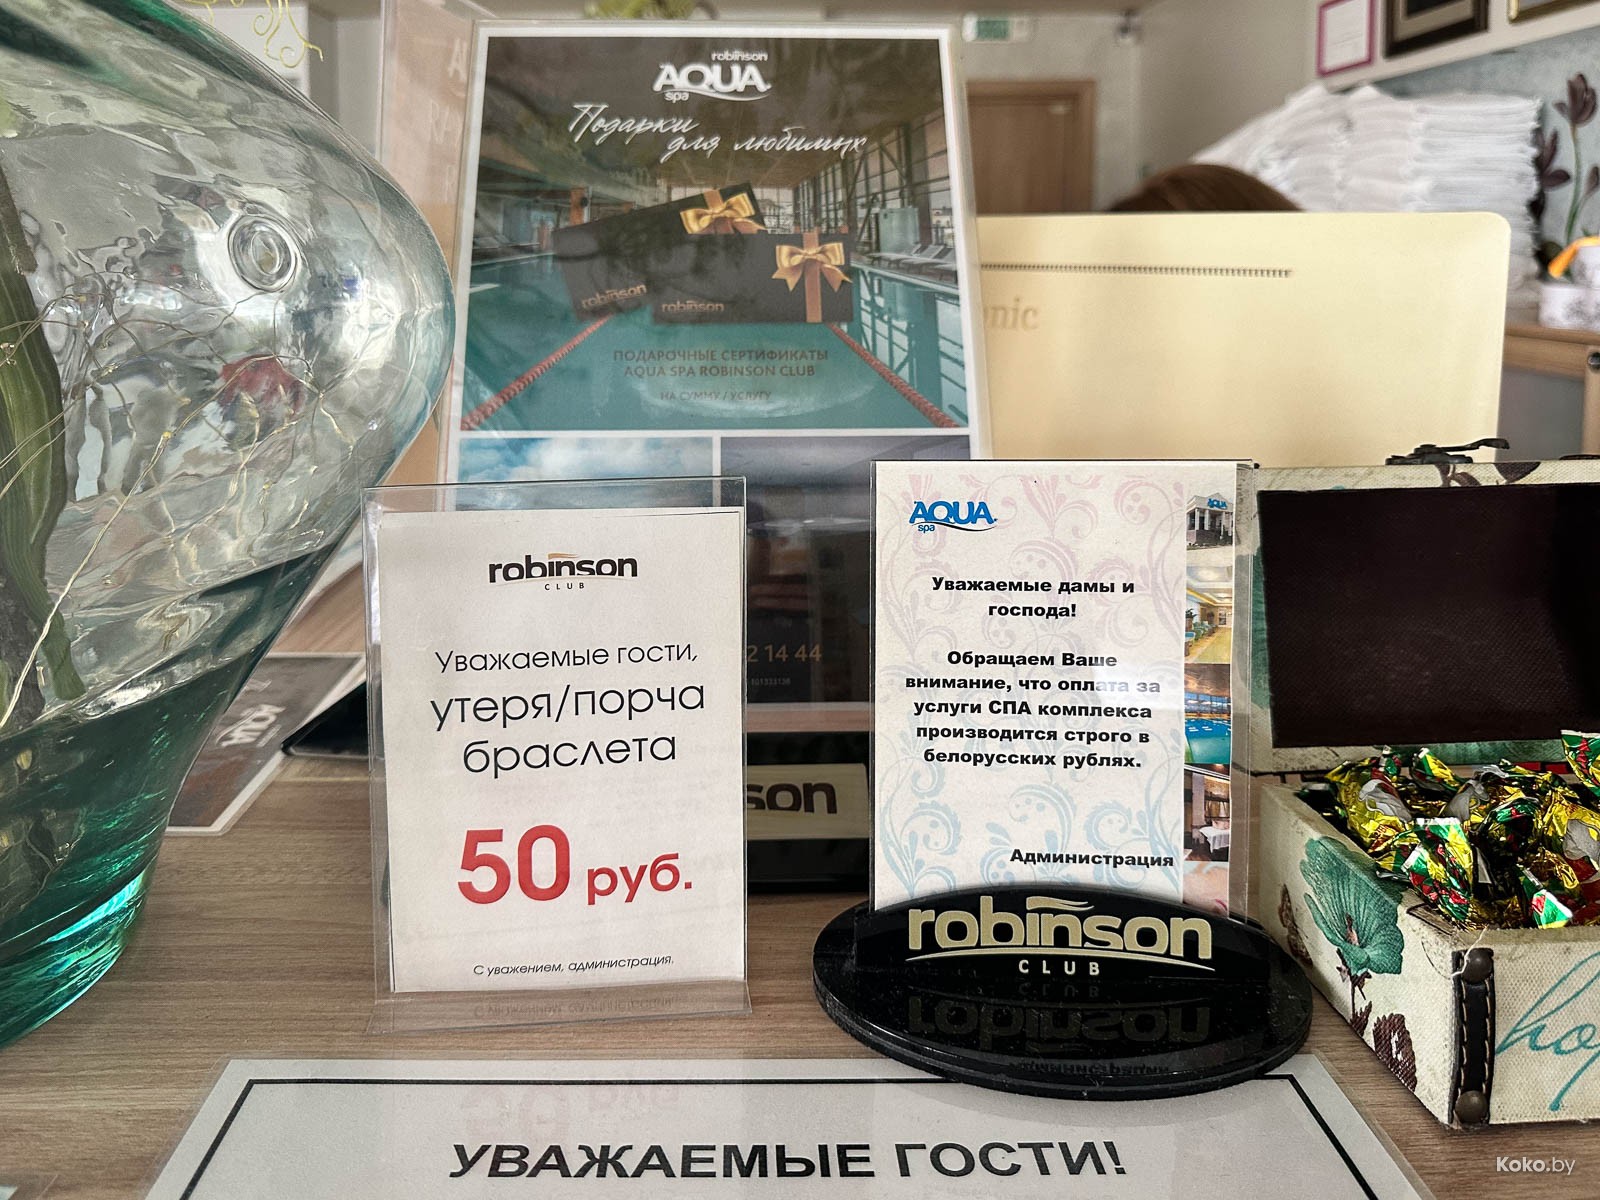 robinson
AQUA
spa
Подарки
для любимых
robinson
robinson
ПОДАРОЧНЫЕ СЕРТИФИКАТЫ
AQUA SPA ROBINSON CLUB
НА СУММУ / УСЛУГУ
2 14 44
nic
robinson
CLUB
Уважаемые гости,
утеря/порча
браслета
50 руб.
С уважением, администрация.
son
AQUA
spa
Уважаемые дамы и
господа!
Обращаем Ваше
внимание, что оплата за
услуги СПА комплекса
производится строго в
белорусских рублях.
Администрация
robinson
CLUB
УВАЖАЕМЫЕ ГОСТИ!
ho
Koko.by